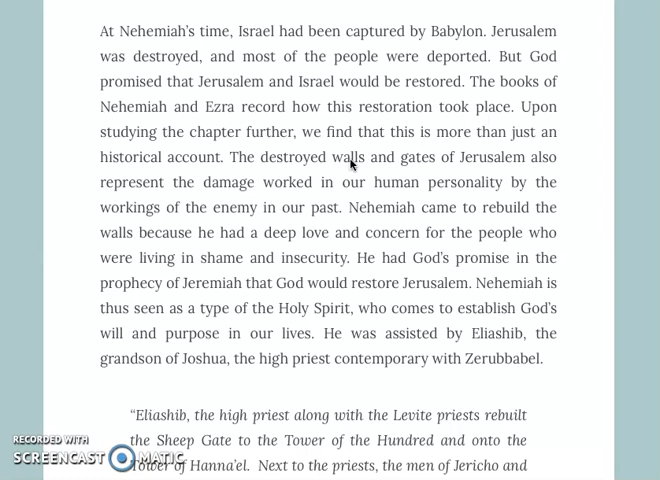 At Nehemiah's time, Israel had been captured by Babylon. Jerusalem
was destroyed, and most of the people were deported. But God
promised that Jerusalem and Israel would be restored. The books of
Nehemiah and Ezra record how this restoration took place. Upon
studying the chapter further, we find that this is more than just an
historical account. The destroyed walls and gates of Jerusalem also
represent the damage worked in our human personality by the
workings of the enemy in our past. Nehemiah came to rebuild the
walls because he had a deep love and concern for the people who
were living in shame and insecurity. He had God's promise in the
prophecy of Jeremiah that God would restore Jerusalem. Nehemiah is
thus seen as a type of the Holy Spirit, who comes to establish God's
will and purpose in our lives. He was assisted by Eliashib, the
grandson of Joshua, the high priest contemporary with Zerubbabel.
“Eliashib, the high priest along with the Levite priests rebuilt
the Sheep Gate to the Tower of the Hundred and onto the
Tower of Hanna'el. Next to the priests, the men of Jericho and
RECORDED WITH
SCREENCAST MATIC